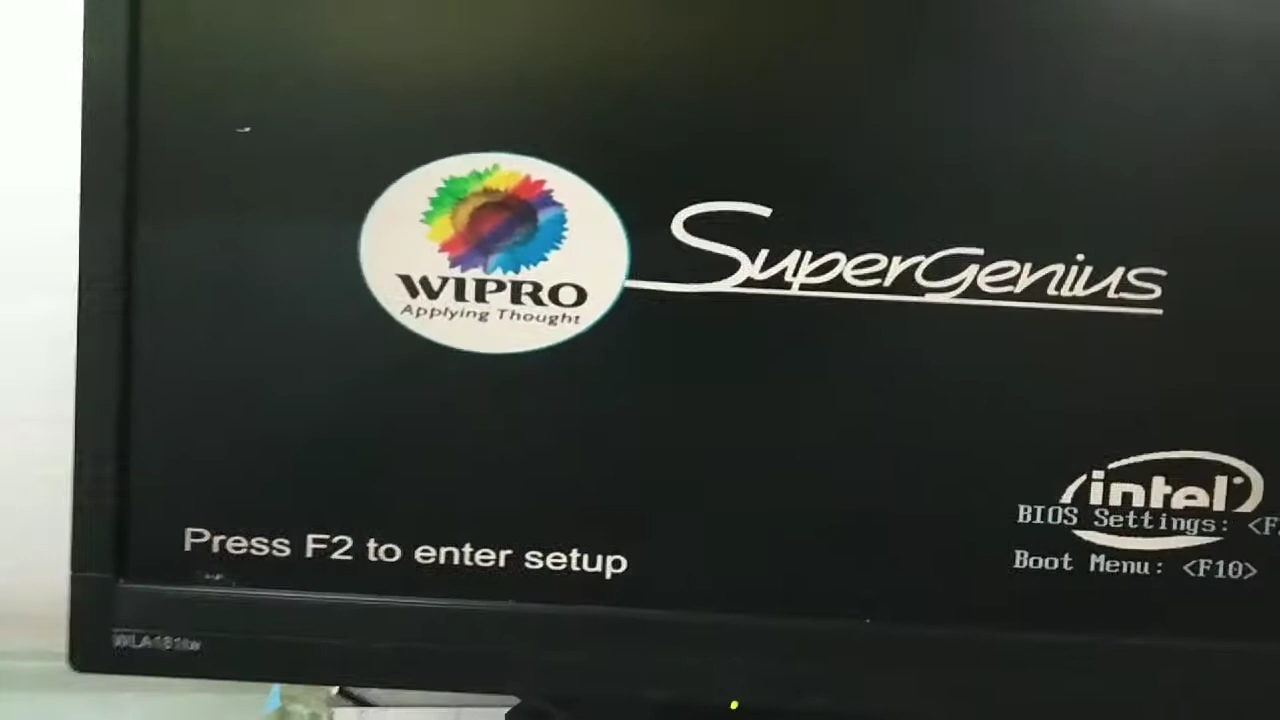 WIPRO
Applying Thought
SuperGenius
intel
BIOS Settings: <F
Boot Menu: <F10>
Press F2 to enter setup